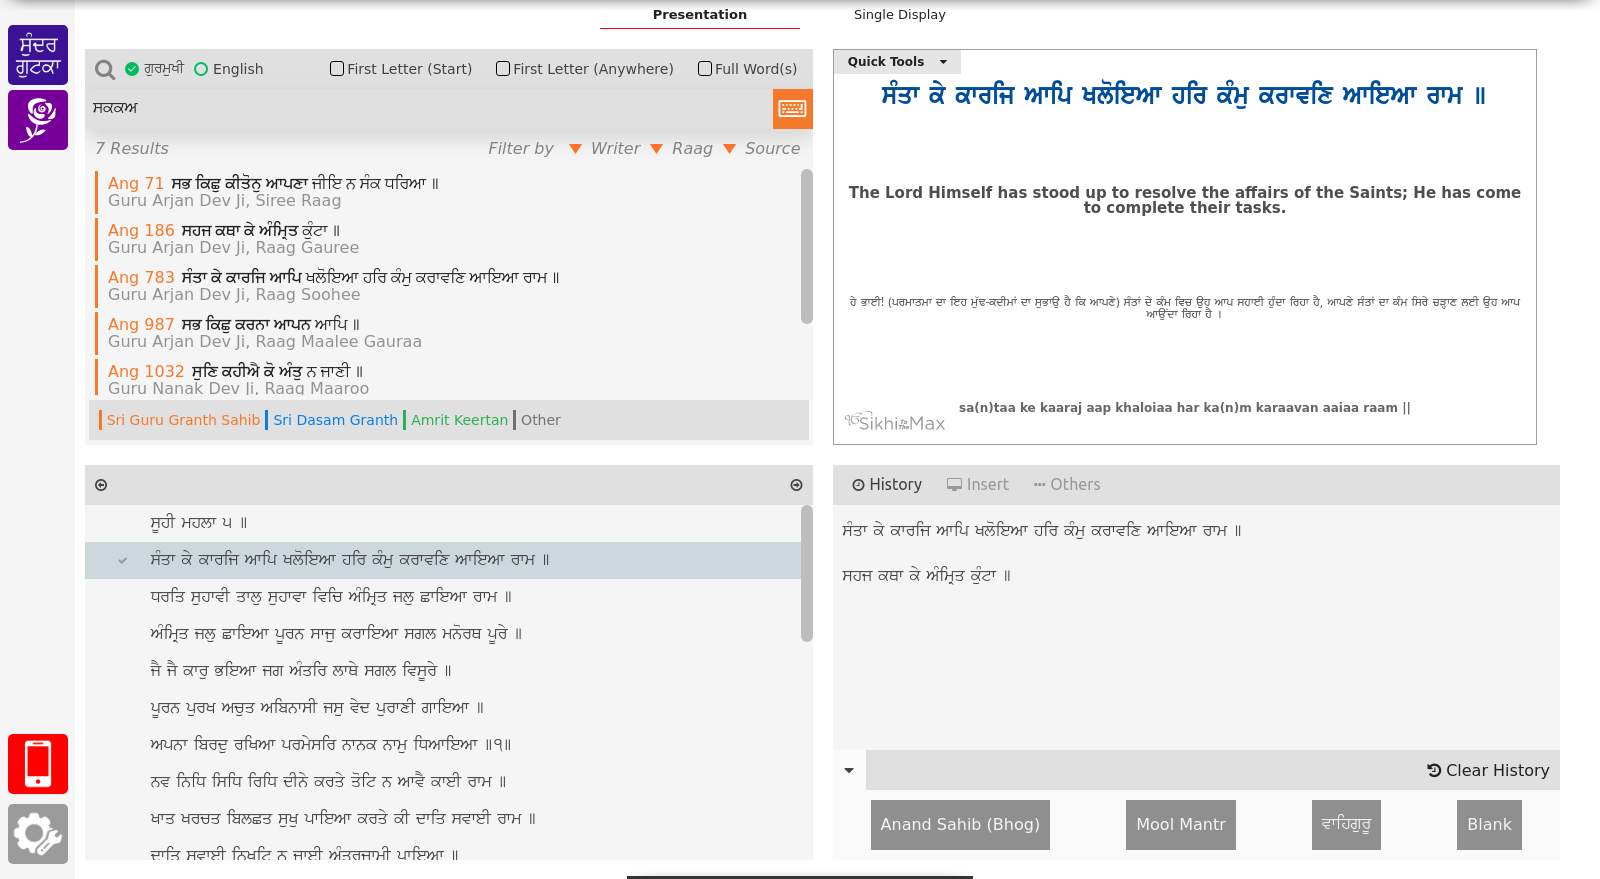 Presentation
Single Display
ਸੁੰਦਰ
ਗੁਟਕਾ
ਗੁਰਮੁਖੀ
English
First Letter (Start)
First Letter (Anywhere)
Full Word(s)
ਸਕਕਅ
7 Results
Filter by
Writer
Raag
Source
Ang 71 ਸਭ ਕਿਛੁ ਕੀਤੋਨੁ ਆਪਣਾ ਜੀਇ ਨ ਸੰਕ ਧਰਿਆ ॥
Guru Arjan Dev Ji, Siree Raag
Ang 186 ਸਹਜ ਕਥਾ ਕੇ ਅੰਮ੍ਰਿਤ ਕੁੰਟਾ ॥
Guru Arjan Dev Ji, Raag Gauree
Ang 783 ਸੰਤਾ ਕੇ ਕਾਰਜਿ ਆਪਿ ਖਲੋਇਆ ਹਰਿ ਕੰਮੁ ਕਰਾਵਣਿ ਆਇਆ ਰਾਮ ॥
Guru Arjan Dev Ji, Raag Soohee
Ang 987 ਸਭ ਕਿਛੁ ਕਰਨਾ ਆਪਨ ਆਪਿ ॥
Guru Arjan Dev Ji, Raag Maalee Gauraa
Ang 1032 ਸੁਣਿ ਕਹੀਐ ਕੋ ਅੰਤੁ ਨ ਜਾਣੀ ॥
Guru Nanak Dev Ji, Raag Maaroo
Sri Guru Granth Sahib
Sri Dasam Granth
Amrit Keertan
Other
Quick Tools
ਸੰਤਾ ਕੇ ਕਾਰਜਿ ਆਪਿ ਖਲੋਇਆ ਹਰਿ ਕੰਮੁ ਕਰਾਵਣਿ ਆਇਆ ਰਾਮ ॥
The Lord Himself has stood up to resolve the affairs of the Saints; He has come
to complete their tasks.
ਹੇ ਭਾਈ! (ਪਰਮਾਤਮਾ ਦਾ ਇਹ ਮੁੱਢ-ਕਦੀਮਾਂ ਦਾ ਸੁਭਾਉ ਹੈ ਕਿ ਆਪਣੇ) ਸੰਤਾਂ ਦੇ ਕੰਮ ਵਿਚ ਉਹ ਆਪ ਸਹਾਈ ਹੁੰਦਾ ਰਿਹਾ ਹੈ, ਆਪਣੇ ਸੰਤਾਂ ਦਾ ਕੰਮ ਸਿਰੇ ਚੜ੍ਹਾਣ ਲਈ ਉਹ ਆਪ
ਆਉਂਦਾ ਰਿਹਾ ਹੈ ।
sa(n)taa ke kaaraj aap khaloiaa har ka(n)m karaavan aaiaa raam ||
ੴ Sikhi To The Max
ਸੂਹੀ ਮਹਲਾ ੫ ॥
ਸੰਤਾ ਕੇ ਕਾਰਜਿ ਆਪਿ ਖਲੋਇਆ ਹਰਿ ਕੰਮੁ ਕਰਾਵਣਿ ਆਇਆ ਰਾਮ ॥
ਧਰਤਿ ਸੁਹਾਵੀ ਤਾਲੁ ਸੁਹਾਵਾ ਵਿਚਿ ਅੰਮ੍ਰਿਤ ਜਲੁ ਛਾਇਆ ਰਾਮ ॥
ਅੰਮ੍ਰਿਤ ਜਲੁ ਛਾਇਆ ਪੂਰਨ ਸਾਜੁ ਕਰਾਇਆ ਸਗਲ ਮਨੋਰਥ ਪੂਰੇ ॥
ਜੈ ਜੈ ਕਾਰੁ ਭਇਆ ਜਗ ਅੰਤਰਿ ਲਾਥੇ ਸਗਲ ਵਿਸੂਰੇ ॥
ਪੂਰਨ ਪੁਰਖ ਅਚੁਤ ਅਬਿਨਾਸੀ ਜਸੁ ਵੇਦ ਪੁਰਾਣੀ ਗਾਇਆ ॥
ਅਪਨਾ ਬਿਰਦੁ ਰਖਿਆ ਪਰਮੇਸਰਿ ਨਾਨਕ ਨਾਮੁ ਧਿਆਇਆ ॥੧॥
ਨਵ ਨਿਧਿ ਸਿਧਿ ਰਿਧਿ ਦੀਨੇ ਕਰਤੇ ਤੋਟਿ ਨ ਆਵੈ ਕਾਈ ਰਾਮ ॥
ਖਾਤ ਖਰਚਤ ਬਿਲਛਤ ਸੁਖੁ ਪਾਇਆ ਕਰਤੇ ਕੀ ਦਾਤਿ ਸਵਾਈ ਰਾਮ ॥
ਦਾਤਿ ਸਵਾਈ ਨਿਖੁਟਿ ਨ ਜਾਈ ਅੰਤਰਜਾਮੀ ਪਾਇਆ ॥
History
Insert
Others
ਸੰਤਾ ਕੇ ਕਾਰਜਿ ਆਪਿ ਖਲੋਇਆ ਹਰਿ ਕੰਮੁ ਕਰਾਵਣਿ ਆਇਆ ਰਾਮ ॥
ਸਹਜ ਕਥਾ ਕੇ ਅੰਮ੍ਰਿਤ ਕੁੰਟਾ ॥
Clear History
Anand Sahib (Bhog)
Mool Mantr
ਵਾਹਿਗੁਰੂ
Blank